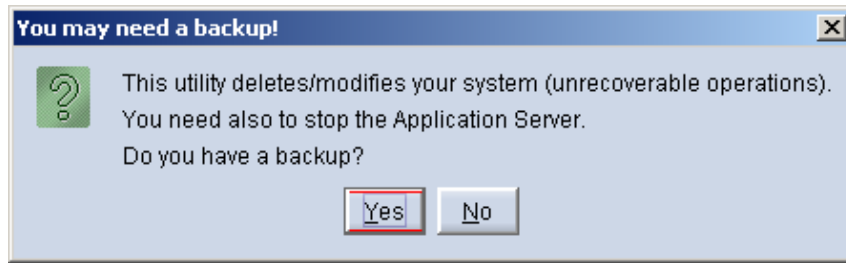 You may need a backup!
This utility deletes/modifies your system (unrecoverable operations).
You need also to stop the Application Server.
Do you have a backup?
Yes No